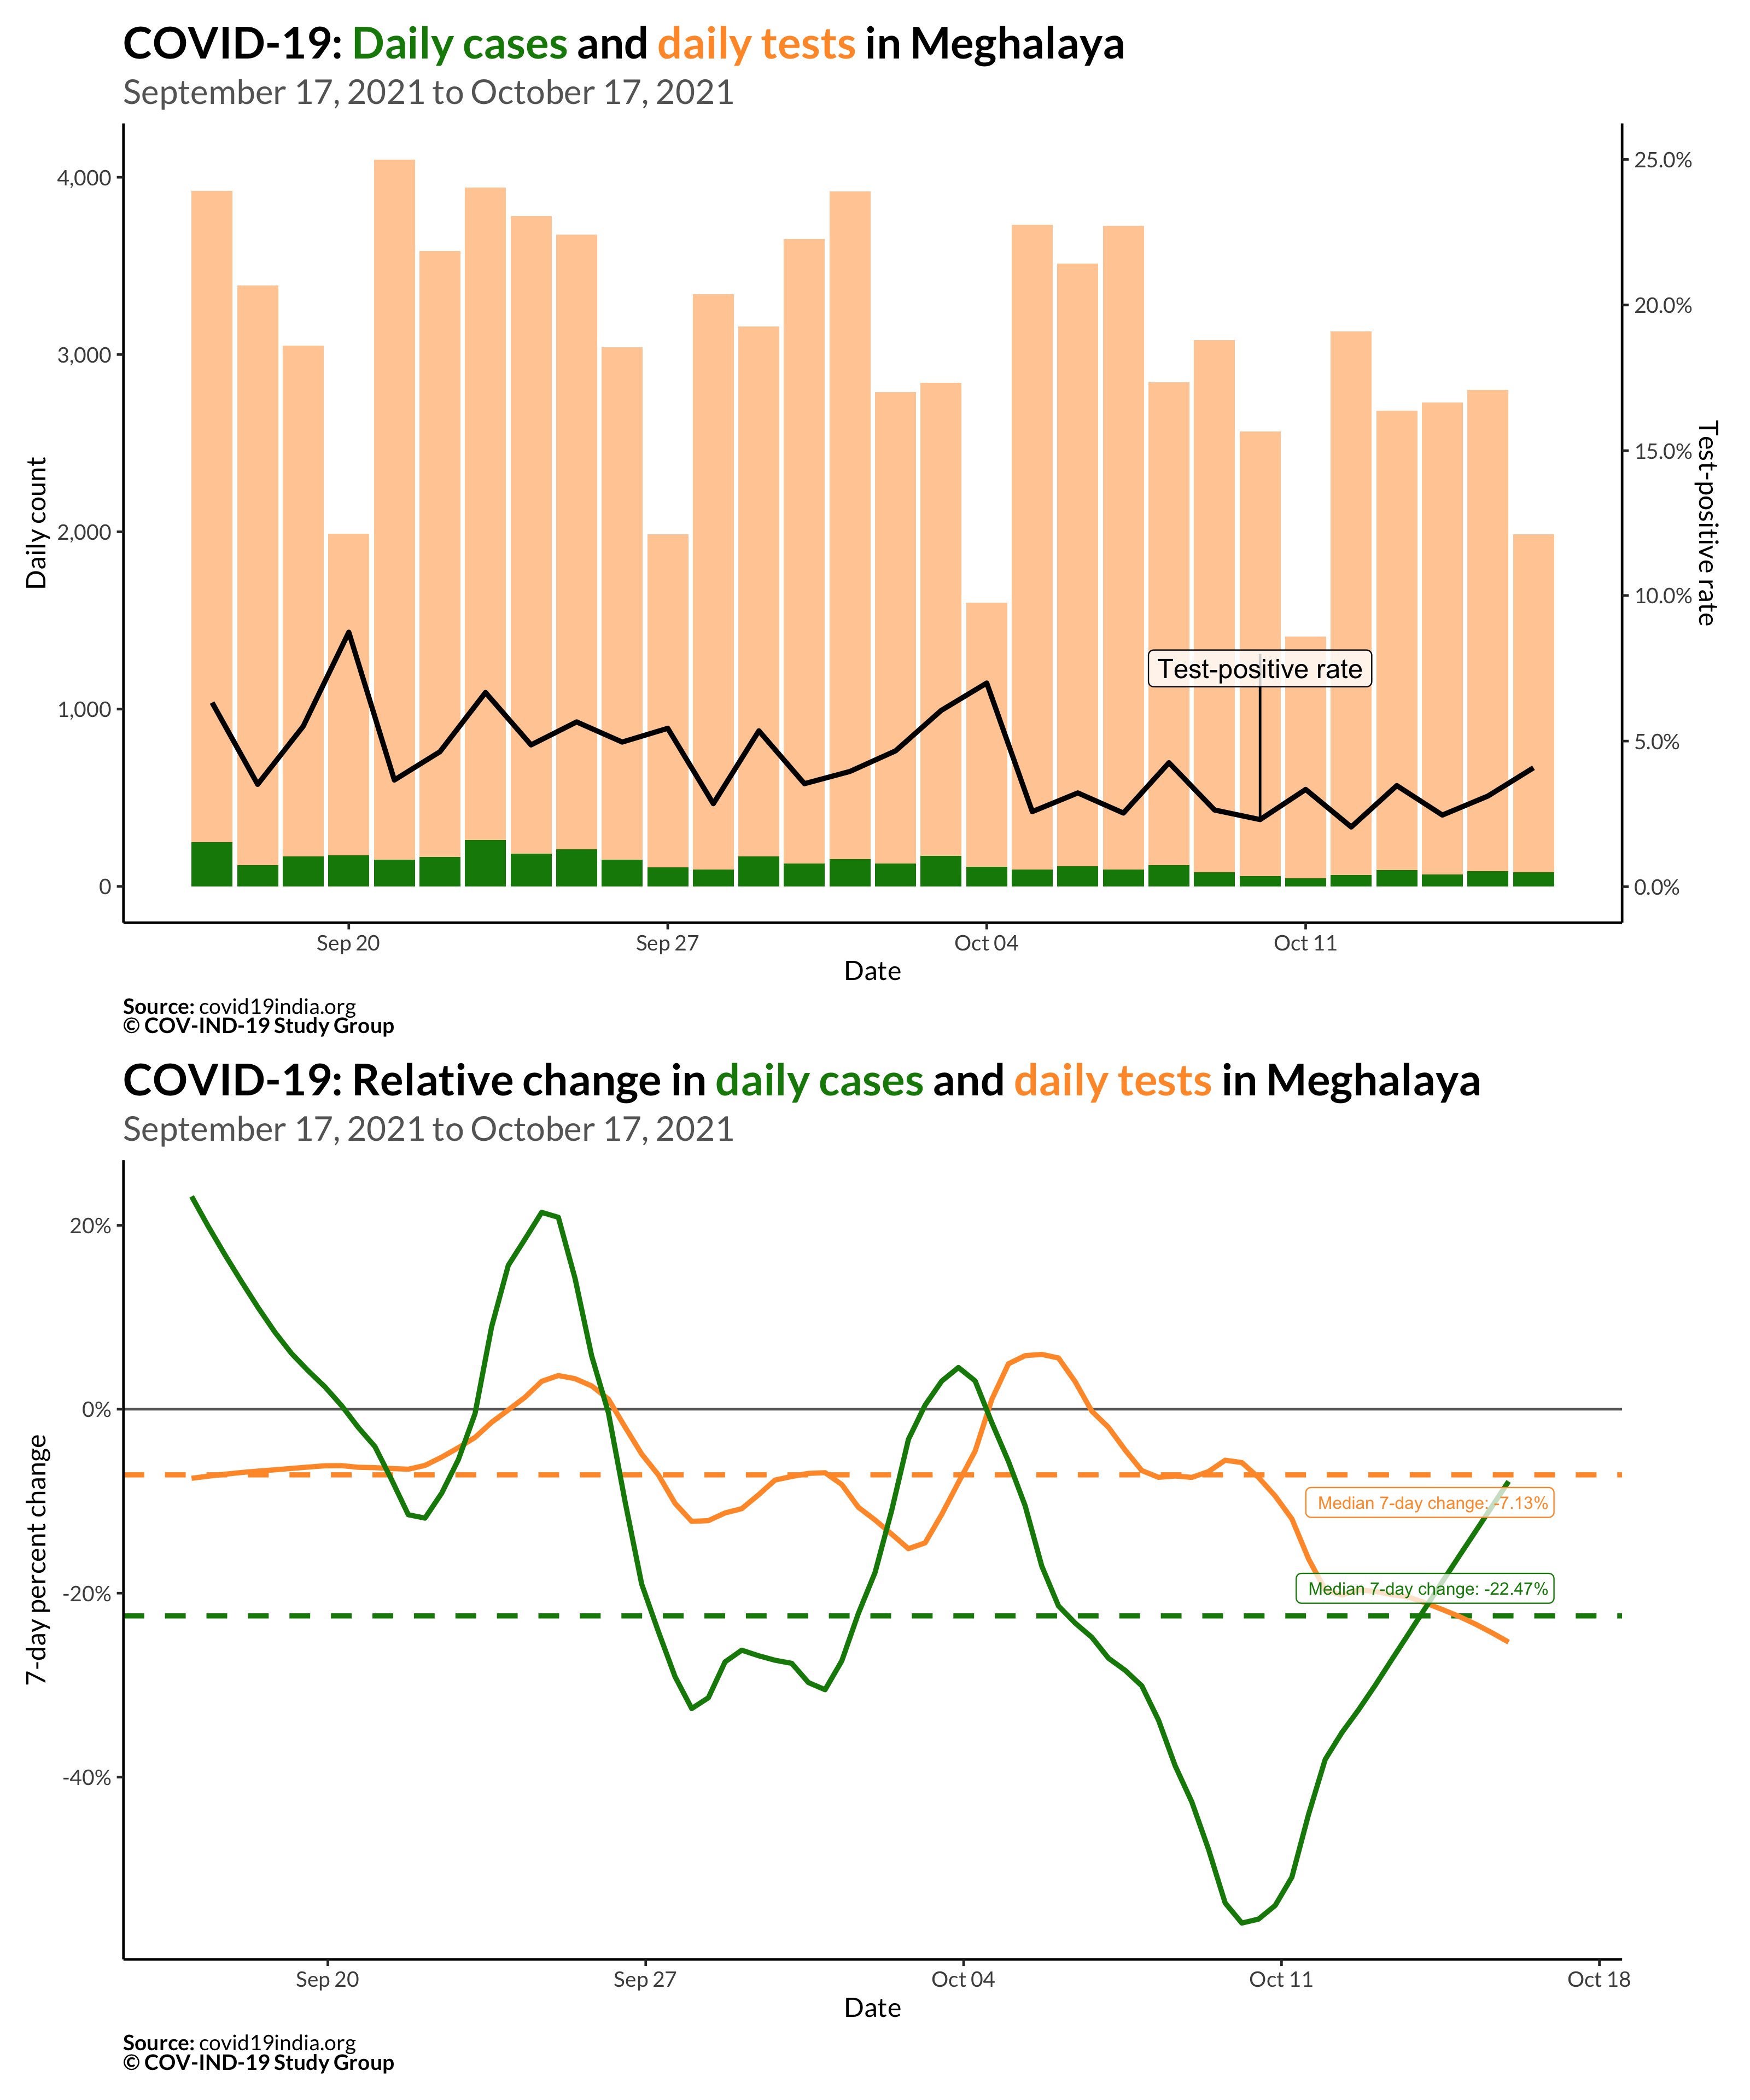 COVID-19: Daily cases and daily tests in Meghalaya
September 17, 2021 to October 17, 2021
4,000
3,000
2,000
1,000
0
Daily count
25.0%
20.0%
15.0%
10.0%
5.0%
0.0%
Test-positive rate
Test-positive rate
Sep 20
Sep 27
Oct 04
Oct 11
Date
Source: covid19india.org
© COV-IND-19 Study Group
COVID-19: Relative change in daily cases and daily tests in Meghalaya
September 17, 2021 to October 17, 2021
20%
0%
-20%
-40%
7-day percent change
Median 7-day change: -7.13%
Median 7-day change: -22.47%
Sep 20
Sep 27
Oct 04
Oct 11
Oct 18
Date
Source: covid19india.org
© COV-IND-19 Study Group